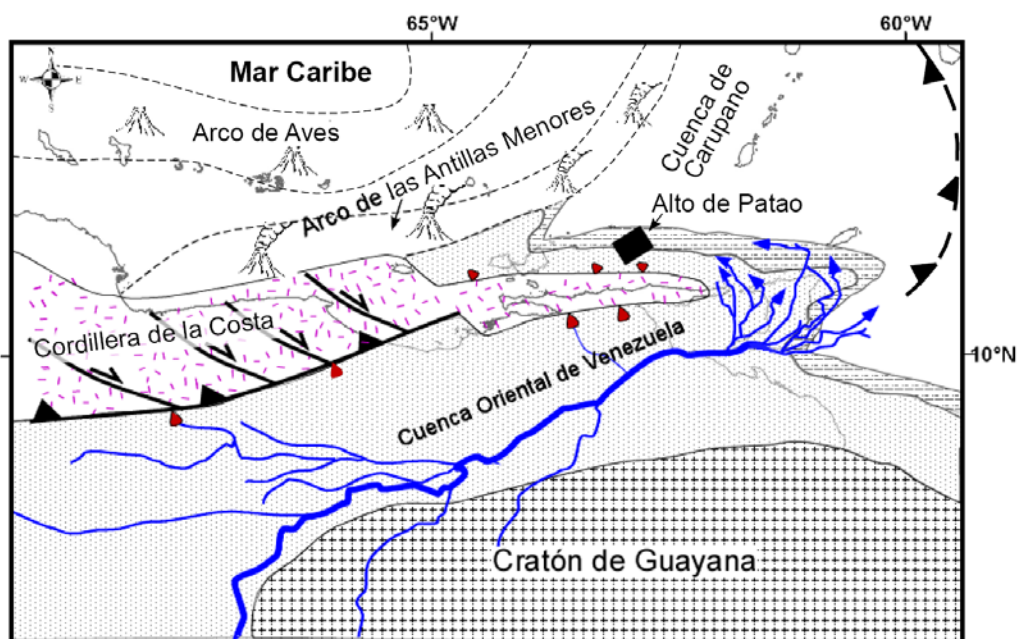 65°W
60°W
N
W E
S
Mar Caribe
Arco de Aves
Arco de las Antillas Menores
Cuenca de
Carupano
Alto de Patao
Cordillera de la Costa
10°N
Cuenca Oriental de Venezuela
Cratón de Guayana